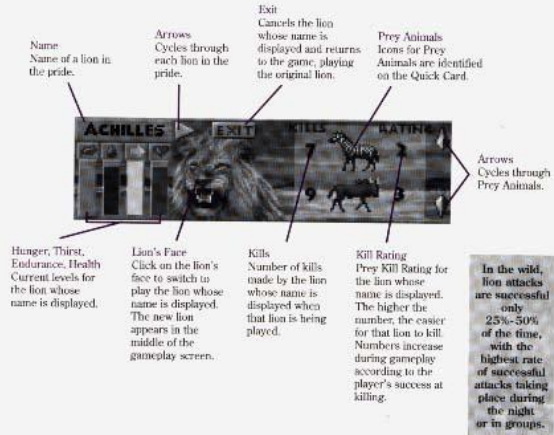 Exit
Cancels the lion
whose name is
displayed and returns
to the game, playing
the original lion.
Arrows
Cycles through
each lion in the
pride.
Name
Name of a lion in
the pride.
Prey Animals
Icons for Prey
Animals are identified
on the Quick Card.
ACHILLES
EXIT
KILLS
RATING
7
2
9
3
Arrows
Cycles through
Prey Animals.
Hunger, Thirst,
Endurance, Health
Current levels for
the lion whose
name is displayed.
Lion's Face
Click on the lion's
face to switch to
play the lion whose
name is displayed.
The new lion
appears in the
middle of the
gameplay screen.
Kills
Number of kills
made by the lion
whose name is
displayed when
that lion is being
played.
Kill Rating
Prey Kill Rating for
the lion whose
name is displayed.
The higher the
number, the easier
for that lion to kill.
Numbers increase
during gameplay
according to the
player's success at
killing.
In the wild,
lion attacks
are successful
only
25%-50%
of the time,
with the
highest rate
of successful
attacks taking
place during
the night
or in groups.